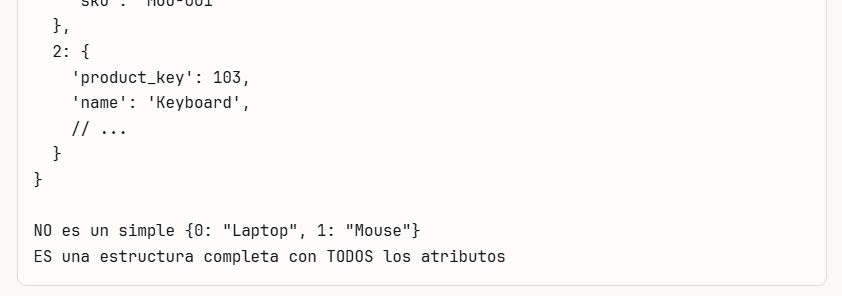 },
2: {
'product_key': 103,
'name': 'Keyboard',
// ...
}
}
NO es un simple {0: "Laptop", 1: "Mouse"}
ES una estructura completa con TODOS los atributos